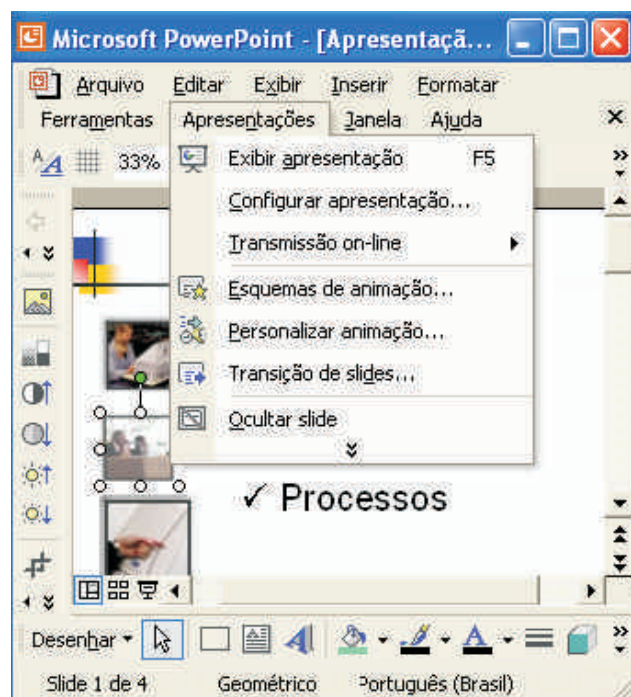 Microsoft PowerPoint - [Apresentaçã...
Arquivo Editar Exibir Inserir Formatar
Ferramentas Apresentações Janela Ajuda
33%
Exibir apresentação F5
Configurar apresentação...
Transmissão on-line
Esquemas de animação...
Personalizar animação...
Transição de slides...
Ocultar slide
✓ Processos
Desenhar
Slide 1 de 4 Geométrico Português (Brasil)